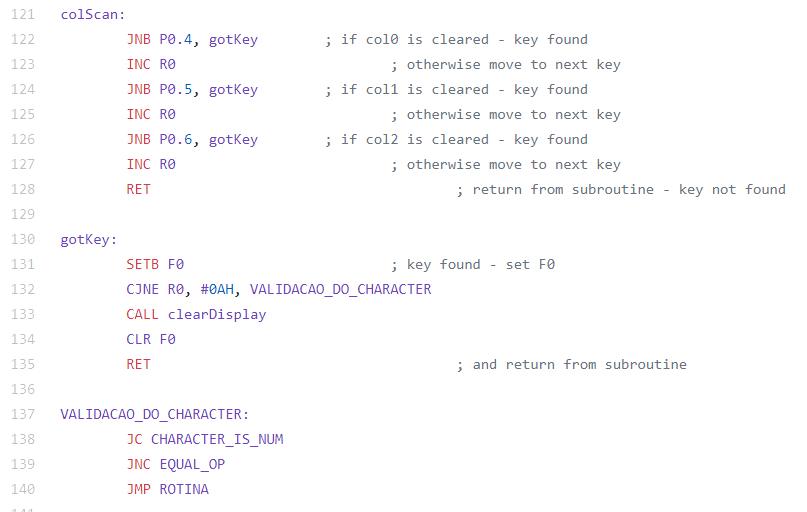 121 colScan:
122 JNB P0.4, gotKey ; if col0 is cleared - key found
123 INC R0 ; otherwise move to next key
124 JNB P0.5, gotKey ; if col1 is cleared - key found
125 INC R0 ; otherwise move to next key
126 JNB P0.6, gotKey ; if col2 is cleared - key found
127 INC R0 ; otherwise move to next key
128 RET ; return from subroutine - key not found
129
130 gotKey:
131 SETB F0 ; key found - set F0
132 CJNE R0, #0AH, VALIDACAO_DO_CHARACTER
133 CALL clearDisplay
134 CLR F0
135 RET ; and return from subroutine
136
137 VALIDACAO_DO_CHARACTER:
138 JC CHARACTER_IS_NUM
139 JNC EQUAL_OP
140 JMP ROTINA